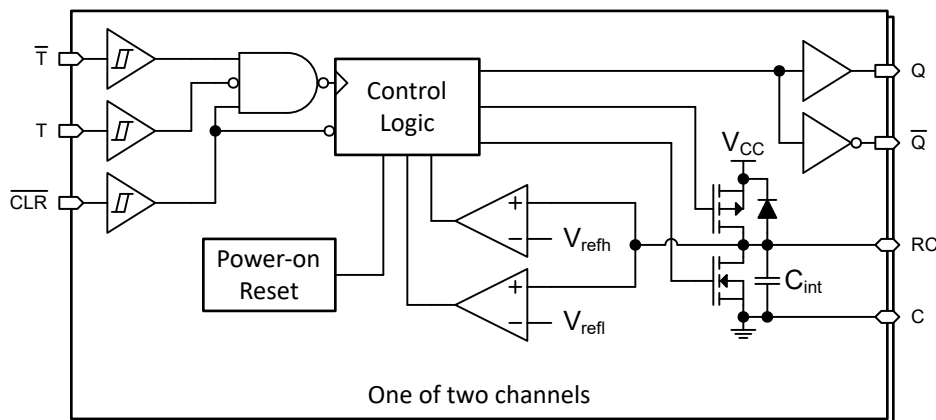 T̅
T
C̅L̅R̅
Control
Logic
Power-on
Reset
+
−
V_refh
+
−
V_refl
V_CC
C_int
Q
Q̅
RC
C
One of two channels